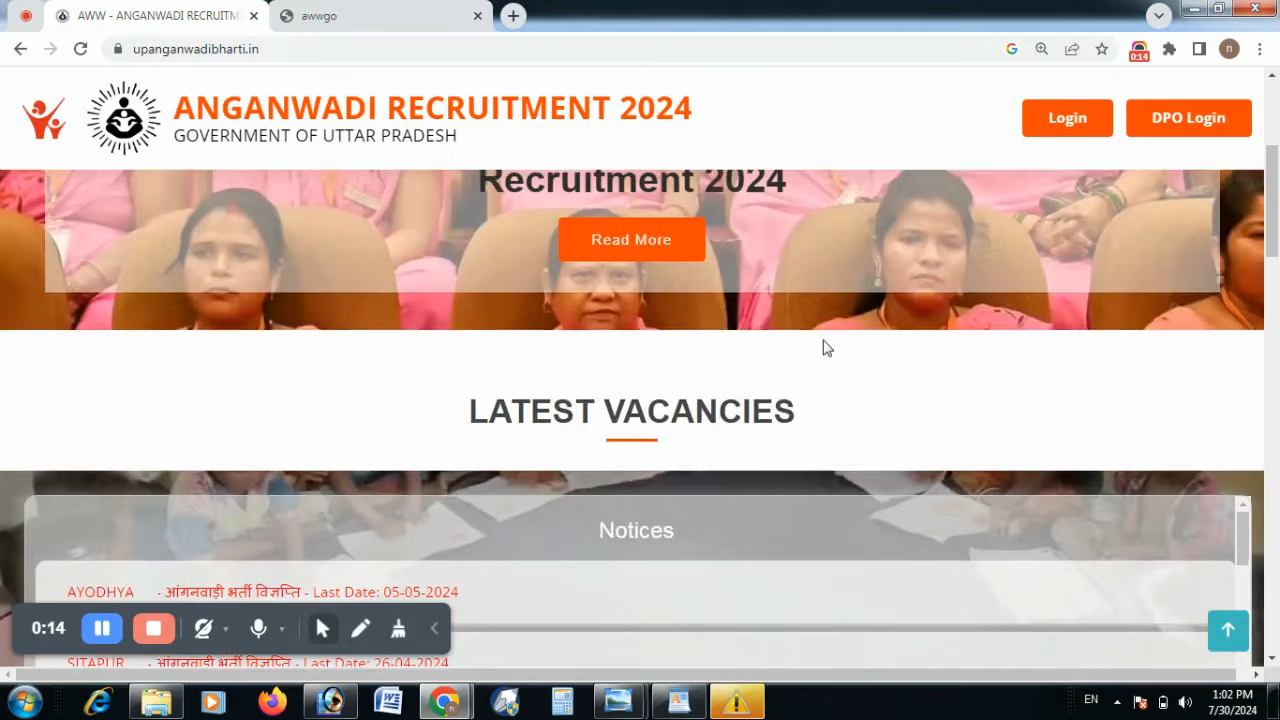 AWW - ANGANWADI RECRUITM
awwgo
upanganwadibharti.in
0:14
n
ANGANWADI RECRUITMENT 2024
GOVERNMENT OF UTTAR PRADESH
Login
DPO Login
Recruitment 2024
Read More
LATEST VACANCIES
Notices
AYODHYA - आंगनवाड़ी भर्ती विज्ञप्ति - Last Date: 05-05-2024
0:14
SITAPUR - आंगनवाड़ी भर्ती विज्ञप्ति - Last Date: 26-04-2024
EN
1:02 PM
7/30/2024